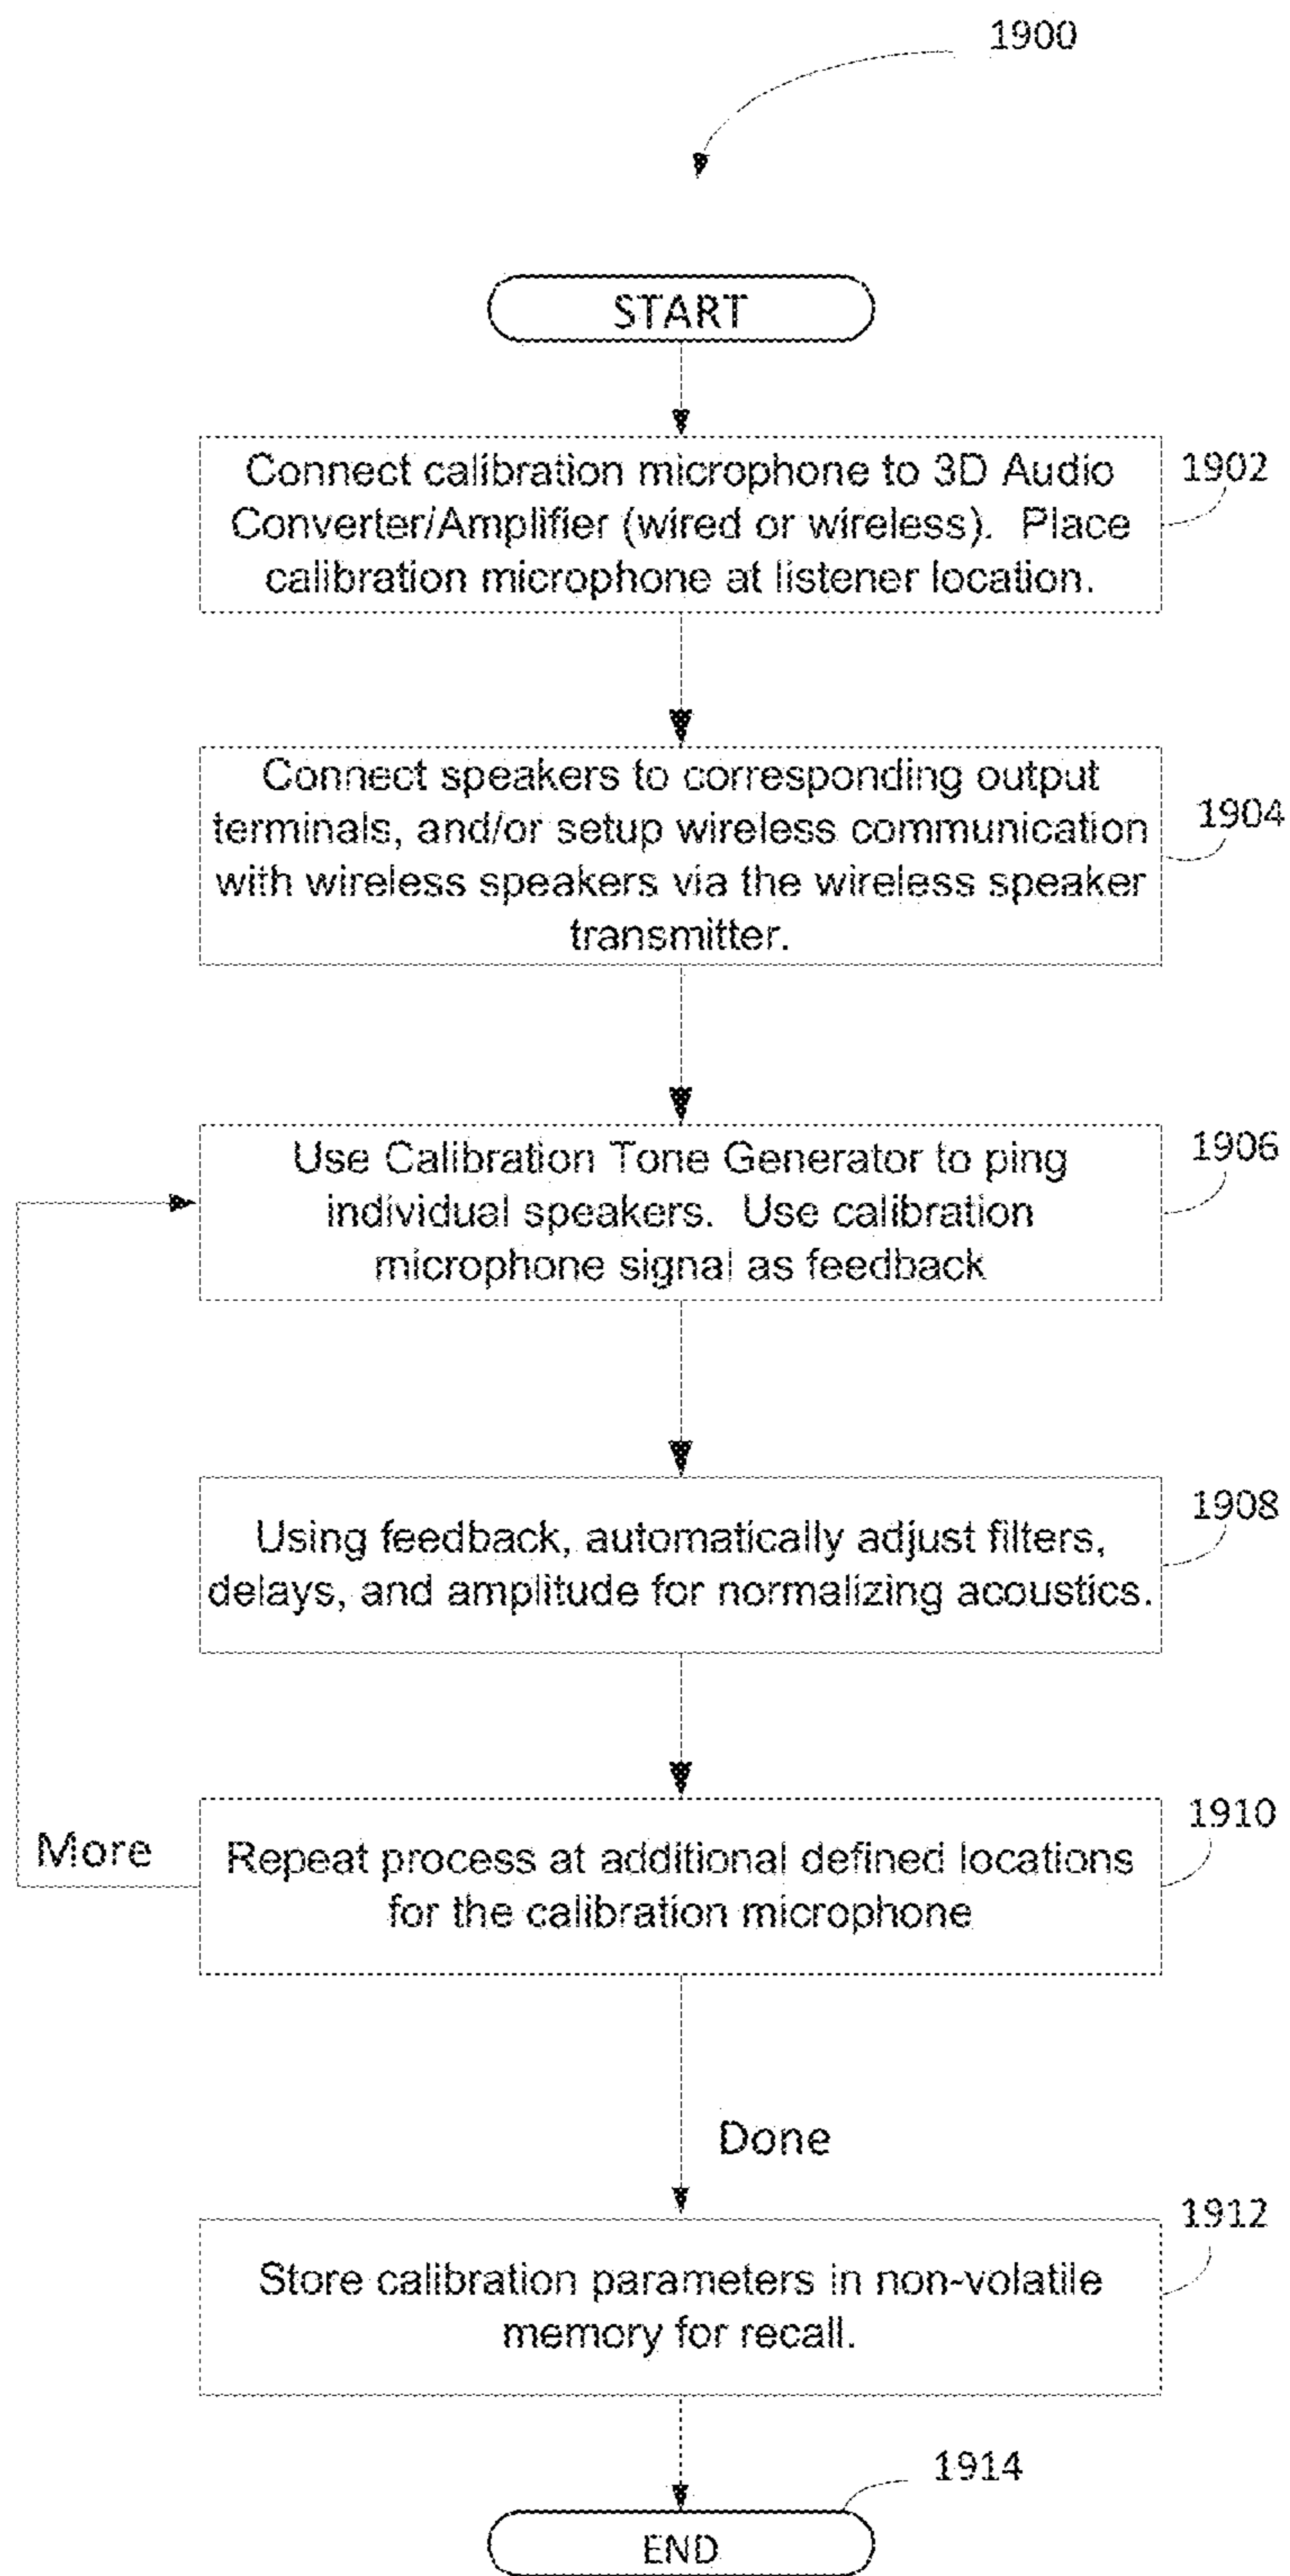 1900
START
Connect calibration microphone to 3D Audio
Converter/Amplifier (wired or wireless).  Place
calibration microphone at listener location.
1902
Connect speakers to corresponding output
terminals, and/or setup wireless communication
with wireless speakers via the wireless speaker
transmitter.
1904
Use Calibration Tone Generator to ping
individual speakers.  Use calibration
microphone signal as feedback
1906
Using feedback, automatically adjust filters,
delays, and amplitude for normalizing acoustics.
1908
More
Repeat process at additional defined locations
for the calibration microphone
1910
Done
Store calibration parameters in non-volatile
memory for recall.
1912
1914
END